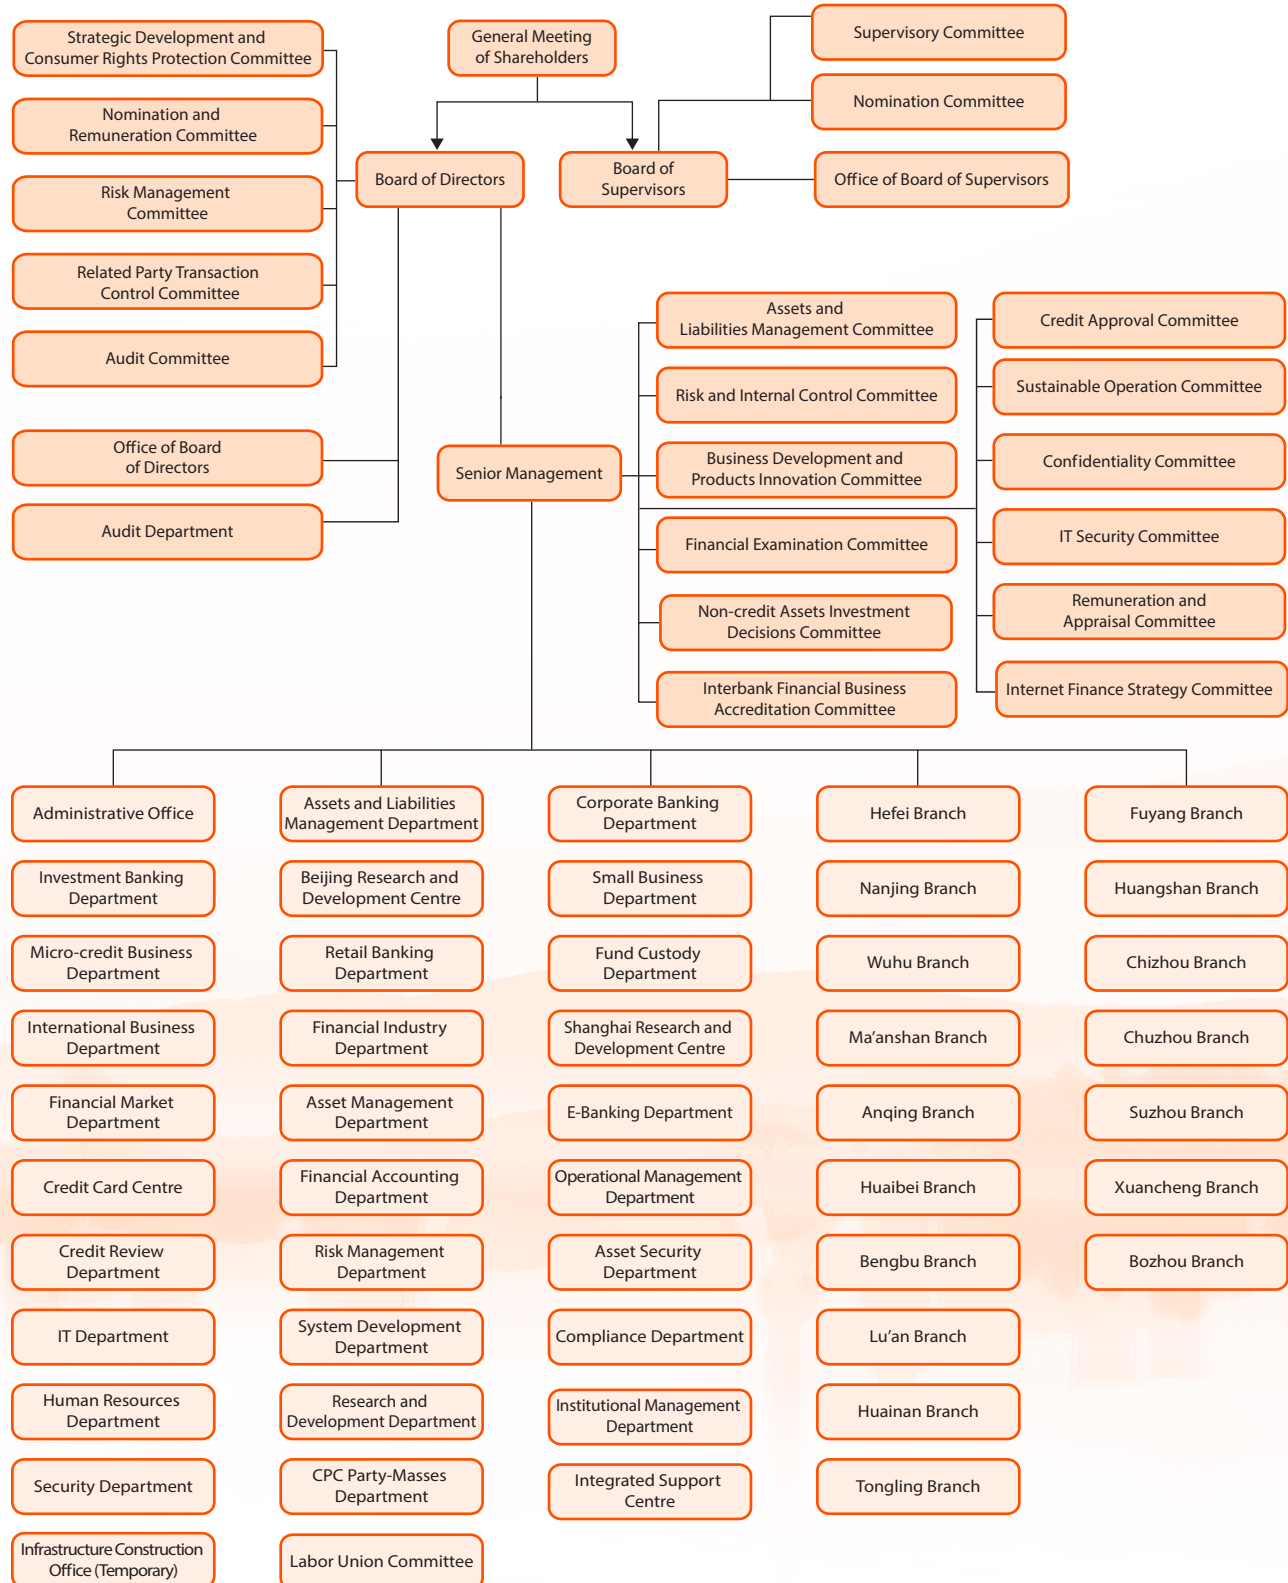 Strategic Development and
Consumer Rights Protection Committee
Nomination and
Remuneration Committee
Risk Management
Committee
Related Party Transaction
Control Committee
Audit Committee
Office of Board
of Directors
Audit Department
General Meeting
of Shareholders
Board of Directors
Board of
Supervisors
Supervisory Committee
Nomination Committee
Office of Board of Supervisors
Senior Management
Assets and
Liabilities Management Committee
Risk and Internal Control Committee
Business Development and
Products Innovation Committee
Financial Examination Committee
Non-credit Assets Investment
Decisions Committee
Interbank Financial Business
Accreditation Committee
Credit Approval Committee
Sustainable Operation Committee
Confidentiality Committee
IT Security Committee
Remuneration and
Appraisal Committee
Internet Finance Strategy Committee
Administrative Office
Investment Banking
Department
Micro-credit Business
Department
International Business
Department
Financial Market
Department
Credit Card Centre
Credit Review
Department
IT Department
Human Resources
Department
Security Department
Infrastructure Construction
Office (Temporary)
Assets and Liabilities
Management Department
Beijing Research and
Development Centre
Retail Banking
Department
Financial Industry
Department
Asset Management
Department
Financial Accounting
Department
Risk Management
Department
System Development
Department
Research and
Development Department
CPC Party-Masses
Department
Labor Union Committee
Corporate Banking
Department
Small Business
Department
Fund Custody
Department
Shanghai Research and
Development Centre
E-Banking Department
Operational Management
Department
Asset Security
Department
Compliance Department
Institutional Management
Department
Integrated Support
Centre
Hefei Branch
Nanjing Branch
Wuhu Branch
Ma'anshan Branch
Anqing Branch
Huaibei Branch
Bengbu Branch
Lu'an Branch
Huainan Branch
Tongling Branch
Fuyang Branch
Huangshan Branch
Chizhou Branch
Chuzhou Branch
Suzhou Branch
Xuancheng Branch
Bozhou Branch